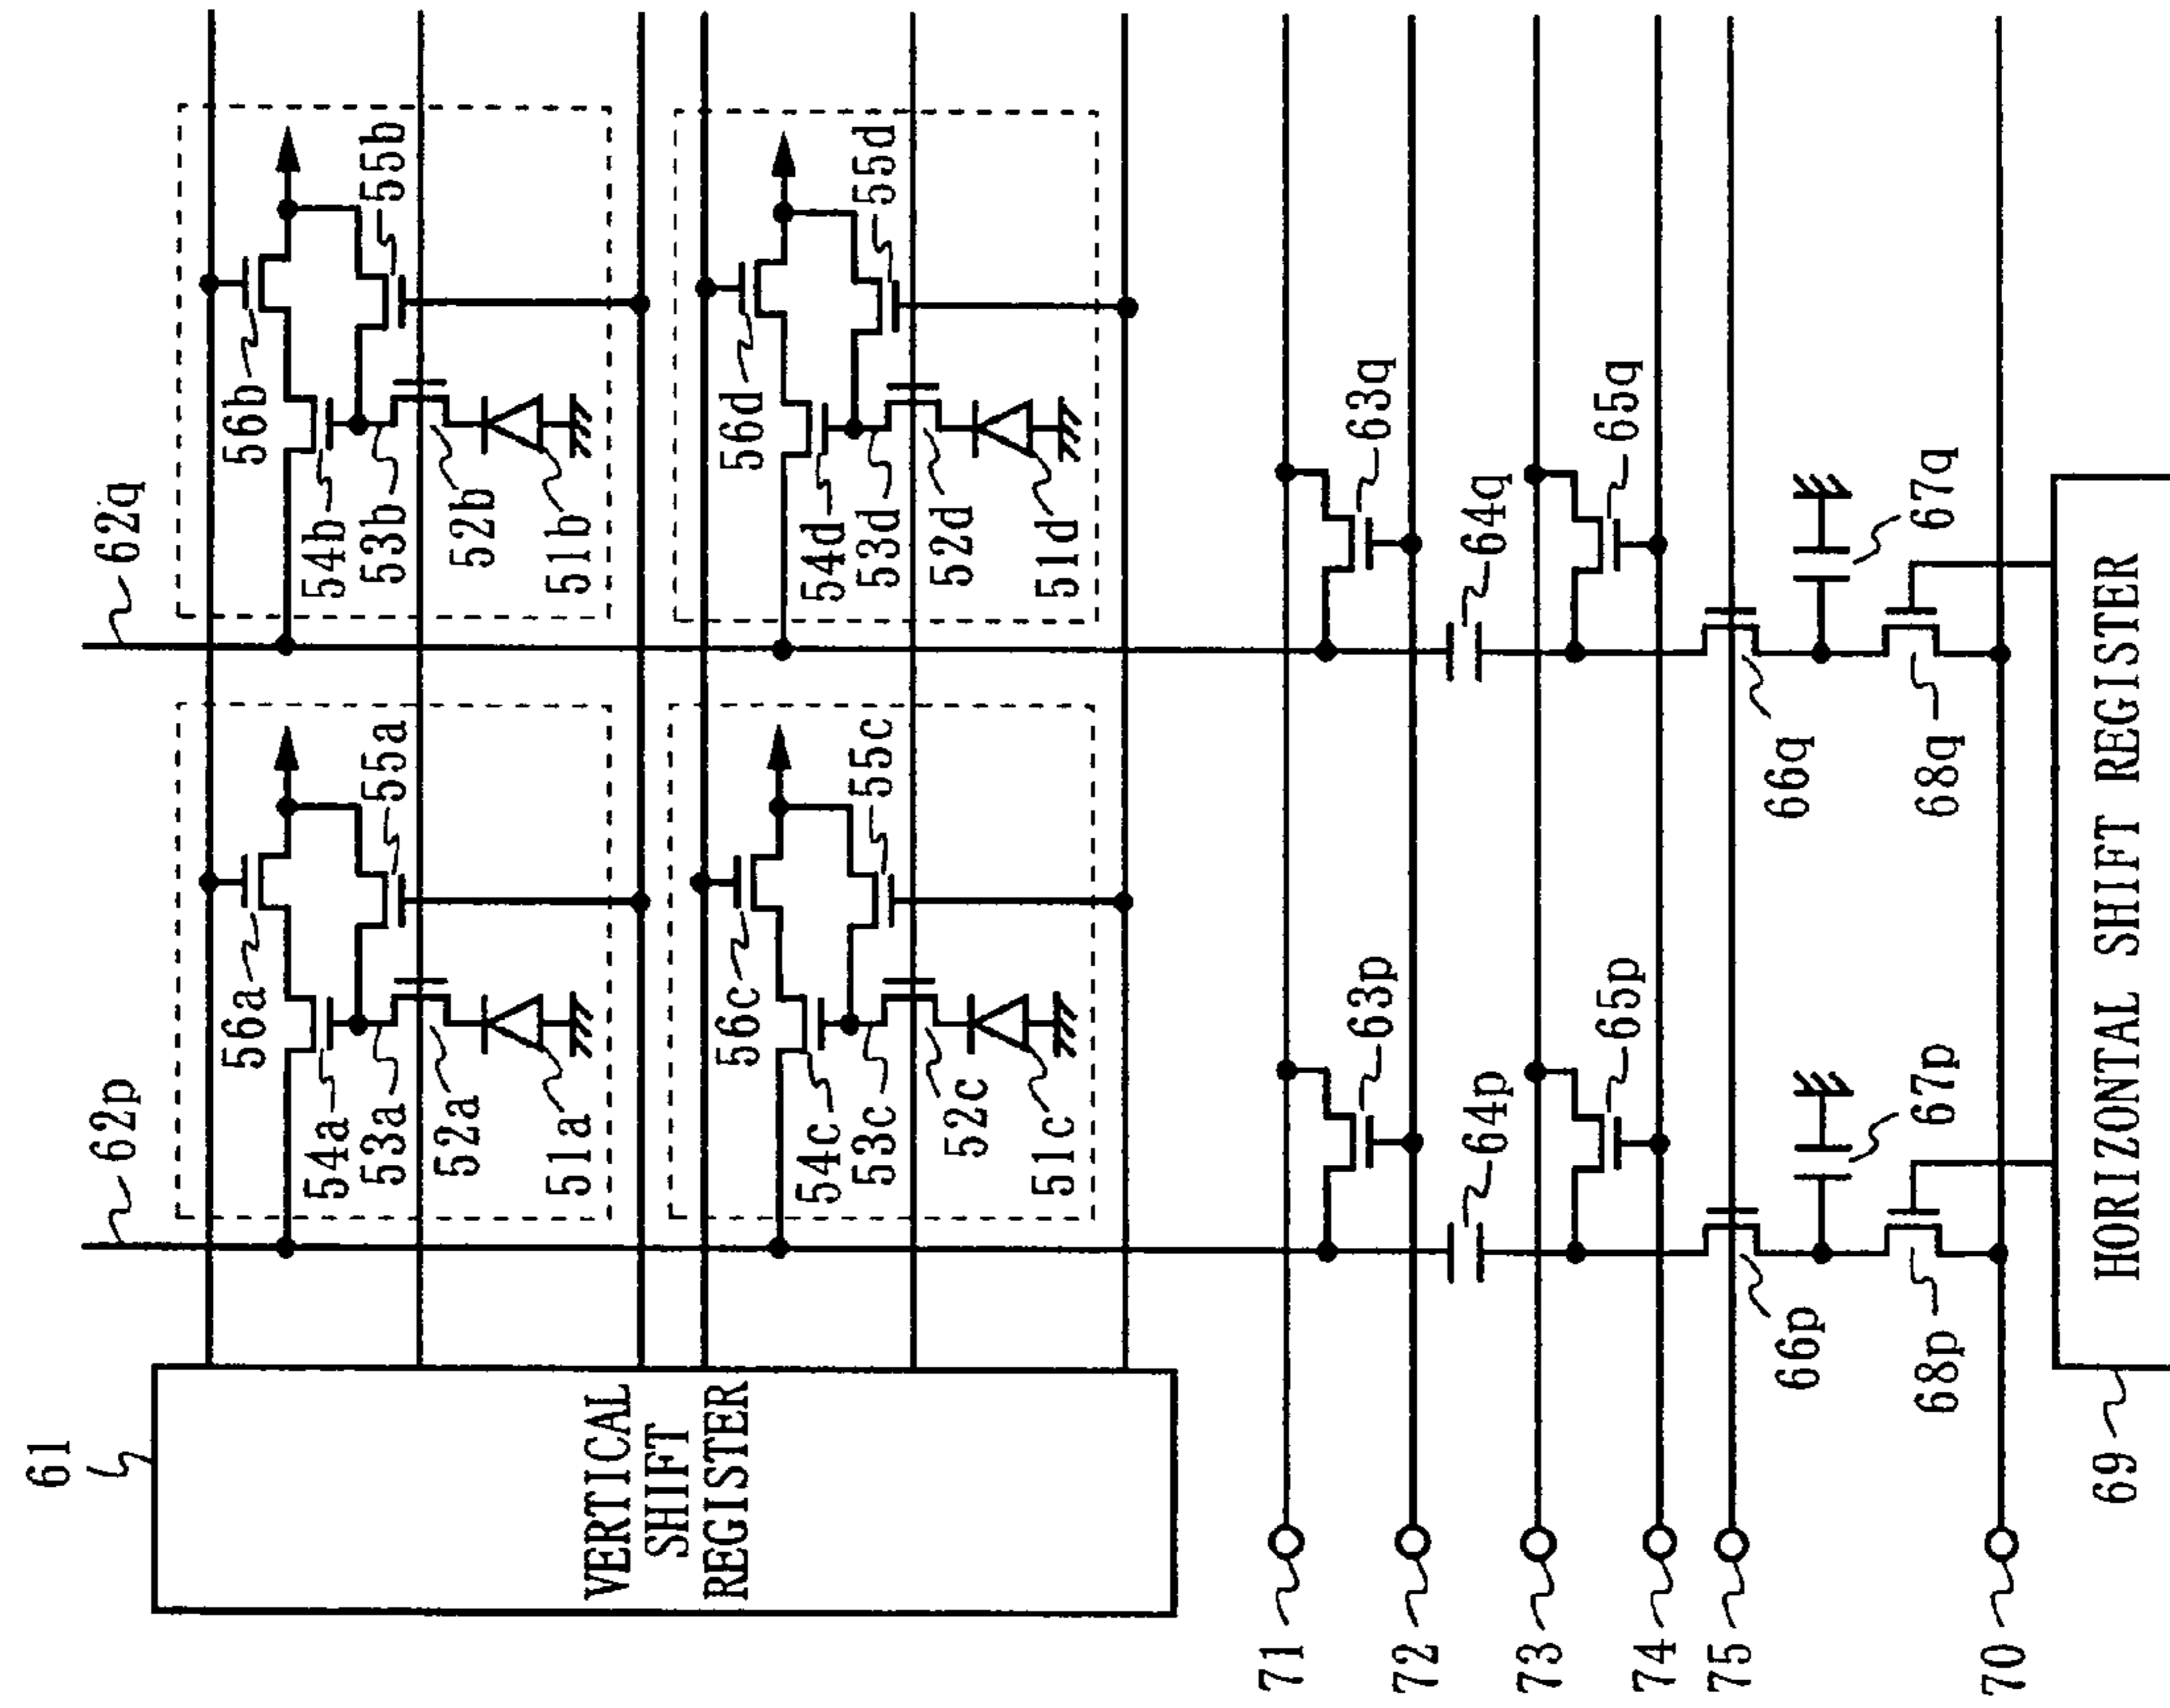 61
VERTICAL
SHIFT
REGISTER
62p
62q
56a
55a
54a
53a
52a
51a
56b
55b
54b
53b
52b
51b
56c
55c
54c
53c
52c
51c
56d
55d
54d
53d
52d
51d
71
72
73
74
75
70
63p
64p
65p
66p
67p
68p
63q
64q
65q
66q
67q
68q
69
HORIZONTAL SHIFT REGISTER